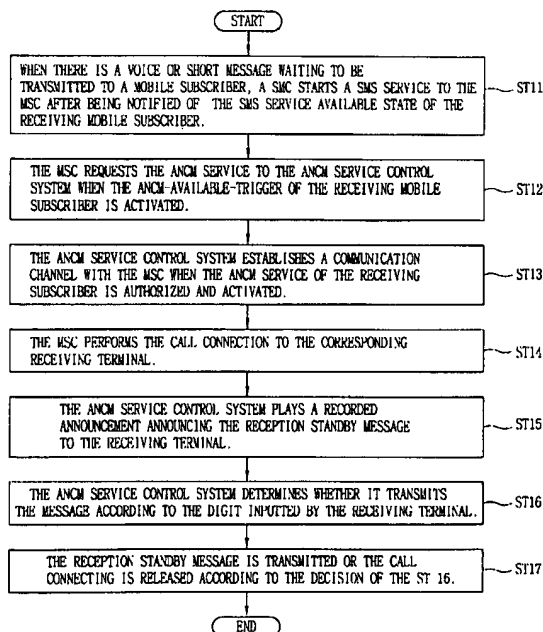 START
WHEN THERE IS A VOICE OR SHORT MESSAGE WAITING TO BE
TRANSMITTED TO A MOBILE SUBSCRIBER, A SMC STARTS A SMS SERVICE TO THE
MSC AFTER BEING NOTIFIED OF THE SMS SERVICE AVAILABLE STATE OF THE
RECEIVING MOBILE SUBSCRIBER.
ST11
THE MSC REQUESTS THE ANCM SERVICE TO THE ANCM SERVICE CONTROL
SYSTEM WHEN THE ANCM-AVAILABLE-TRIGGER OF THE RECEIVING MOBILE
SUBSCRIBER IS ACTIVATED.
ST12
THE ANCM SERVICE CONTROL SYSTEM ESTABLISHES A COMMUNICATION
CHANNEL WITH THE MSC WHEN THE ANCM SERVICE OF THE RECEIVING
SUBSCRIBER IS AUTHORIZED AND ACTIVATED.
ST13
THE MSC PERFORMS THE CALL CONNECTION TO THE CORRESPONDING
RECEIVING TERMINAL.
ST14
THE ANCM SERVICE CONTROL SYSTEM PLAYS A RECORDED
ANNOUNCEMENT ANNOUNCING THE RECEPTION STANDBY MESSAGE
TO THE RECEIVING TERMINAL.
ST15
THE ANCM SERVICE CONTROL SYSTEM DETERMINES WHETHER IT TRANSMITS
THE MESSAGE ACCORDING TO THE DIGIT INPUTTED BY THE RECEIVING TERMINAL.
ST16
THE RECEPTION STANDBY MESSAGE IS TRANSMITTED OR THE CALL
CONNECTING IS RELEASED ACCORDING TO THE DECISION OF THE ST 16.
ST17
END